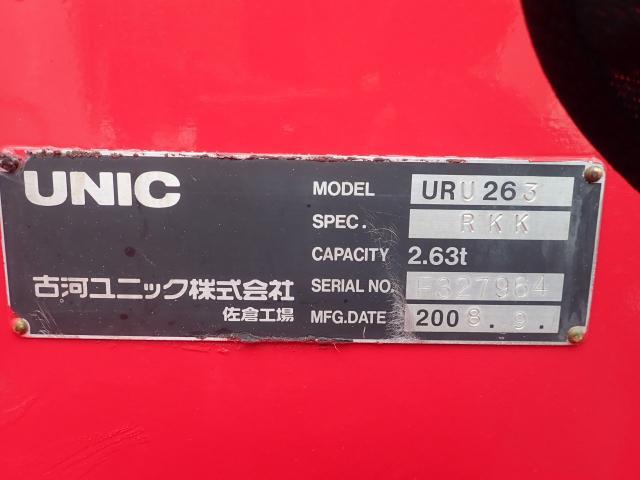 UNIC
MODEL URU263
SPEC. RKK
CAPACITY 2.63t
古河ユニック株式会社
SERIAL NO. F327964
佐倉工場
MFG.DATE 2008.9.